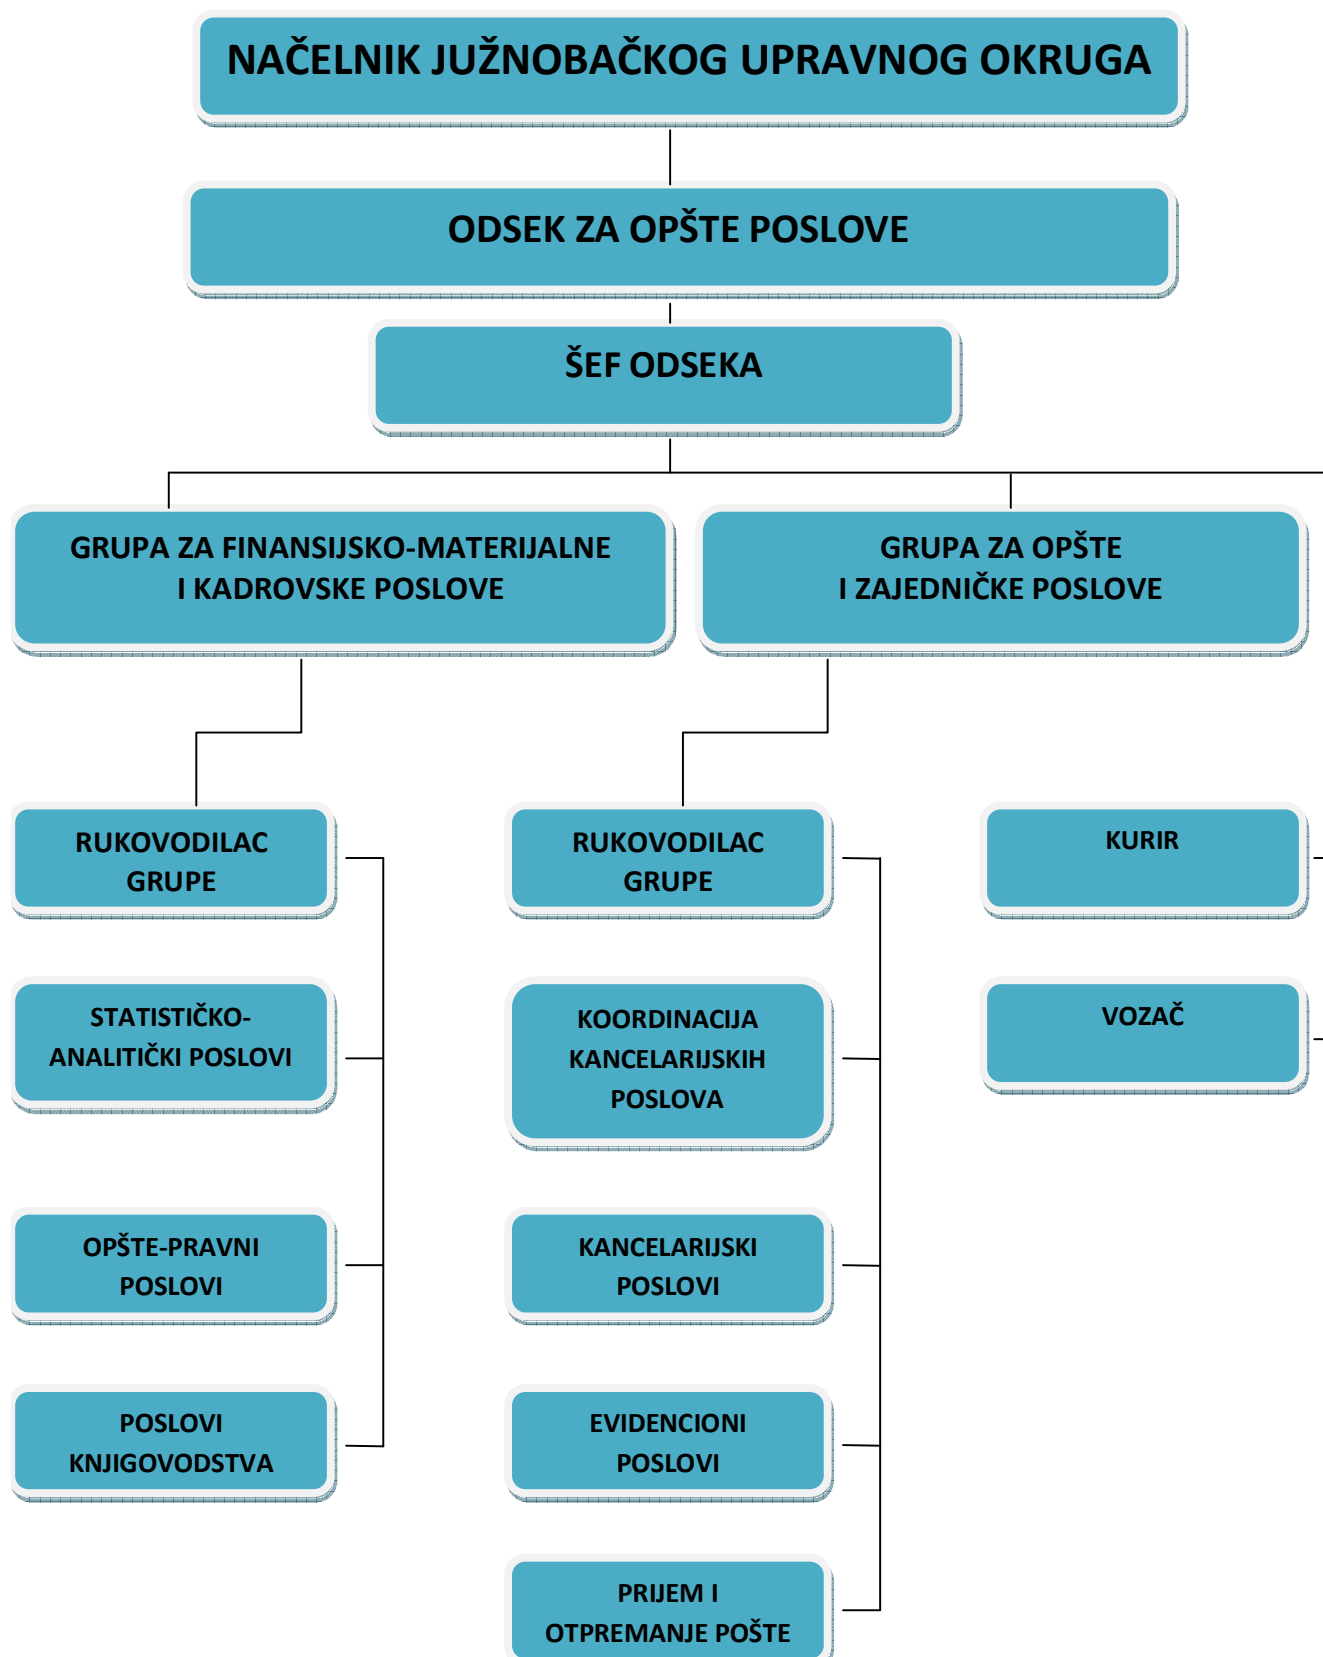 NAČELNIK JUŽNOBAČKOG UPRAVNOG OKRUGA
ODSEK ZA OPŠTE POSLOVE
ŠEF ODSEKA
GRUPA ZA FINANSIJSKO-MATERIJALNE
I KADROVSKE POSLOVE
GRUPA ZA OPŠTE
I ZAJEDNIČKE POSLOVE
RUKOVODILAC
GRUPE
STATISTIČKO-
ANALITIČKI POSLOVI
OPŠTE-PRAVNI
POSLOVI
POSLOVI
KNJIGOVODSTVA
RUKOVODILAC
GRUPE
KOORDINACIJA
KANCELARIJSKIH
POSLOVA
KANCELARIJSKI
POSLOVI
EVIDENCIONI
POSLOVI
PRIJEM I
OTPREMANJE POŠTE
KURIR
VOZAČ